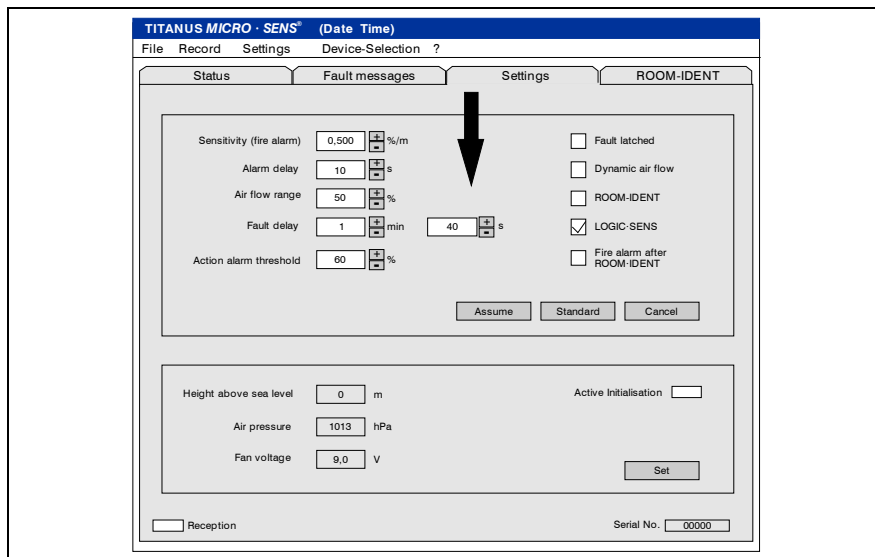 TITANUS MICRO · SENS® (Date Time)
File Record Settings Device-Selection ?
Status Fault messages Settings ROOM-IDENT
Sensitivity (fire alarm) 0,500 + - %/m Fault latched
Alarm delay 10 + - s Dynamic air flow
Air flow range 50 + - % ROOM-IDENT
Fault delay 1 + - min 40 + - s LOGIC·SENS
Action alarm threshold 60 + - % Fire alarm after
ROOM·IDENT
Assume Standard Cancel
Height above sea level 0 m Active Initialisation
Air pressure 1013 hPa
Fan voltage 9,0 V
Set
Reception Serial No. 00000